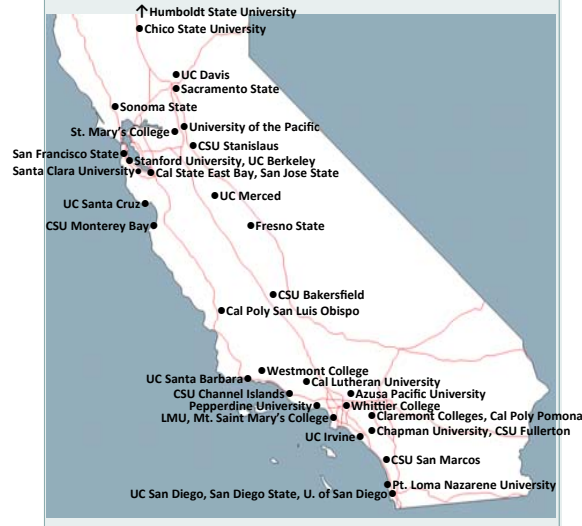 ↑ Humboldt State University
Chico State University
UC Davis
Sacramento State
Sonoma State
University of the Pacific
St. Mary's College
CSU Stanislaus
San Francisco State
Stanford University, UC Berkeley
Santa Clara University
Cal State East Bay, San Jose State
UC Merced
UC Santa Cruz
CSU Monterey Bay
Fresno State
CSU Bakersfield
Cal Poly San Luis Obispo
Westmont College
UC Santa Barbara
Cal Lutheran University
CSU Channel Islands
Azusa Pacific University
Pepperdine University
Whittier College
LMU, Mt. Saint Mary's College
Claremont Colleges, Cal Poly Pomona
Chapman University, CSU Fullerton
UC Irvine
CSU San Marcos
Pt. Loma Nazarene University
UC San Diego, San Diego State, U. of San Diego